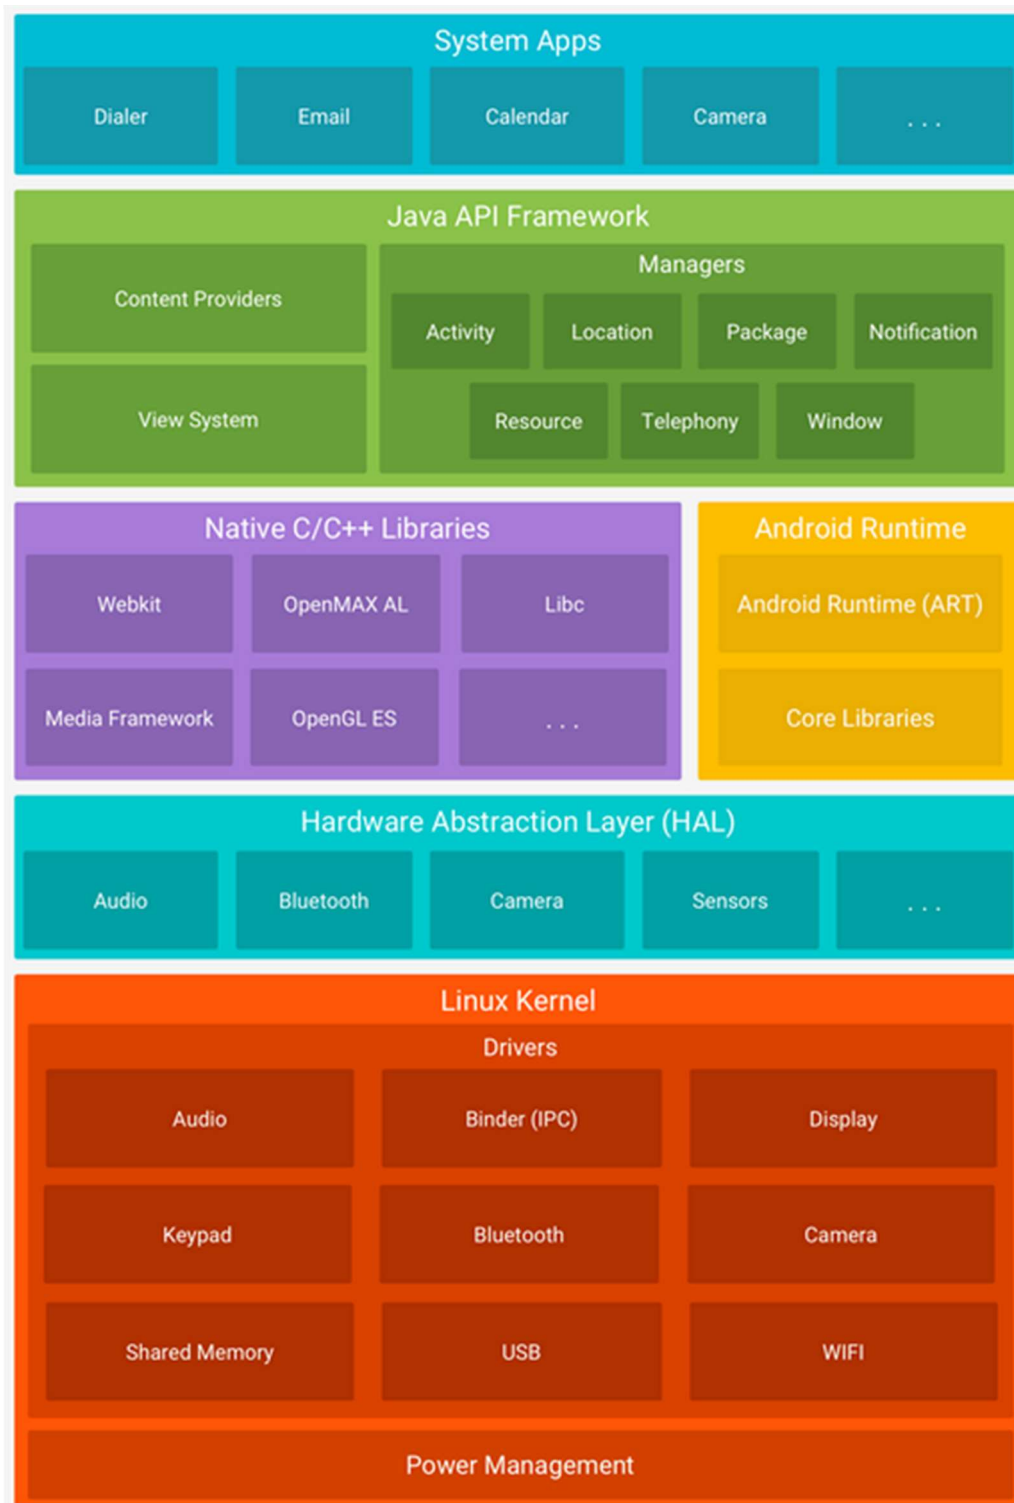 System Apps
Dialer
Email
Calendar
Camera
. . .
Java API Framework
Content Providers
View System
Managers
Activity
Location
Package
Notification
Resource
Telephony
Window
Native C/C++ Libraries
Webkit
OpenMAX AL
Libc
Media Framework
OpenGL ES
. . .
Android Runtime
Android Runtime (ART)
Core Libraries
Hardware Abstraction Layer (HAL)
Audio
Bluetooth
Camera
Sensors
. . .
Linux Kernel
Drivers
Audio
Binder (IPC)
Display
Keypad
Bluetooth
Camera
Shared Memory
USB
WIFI
Power Management